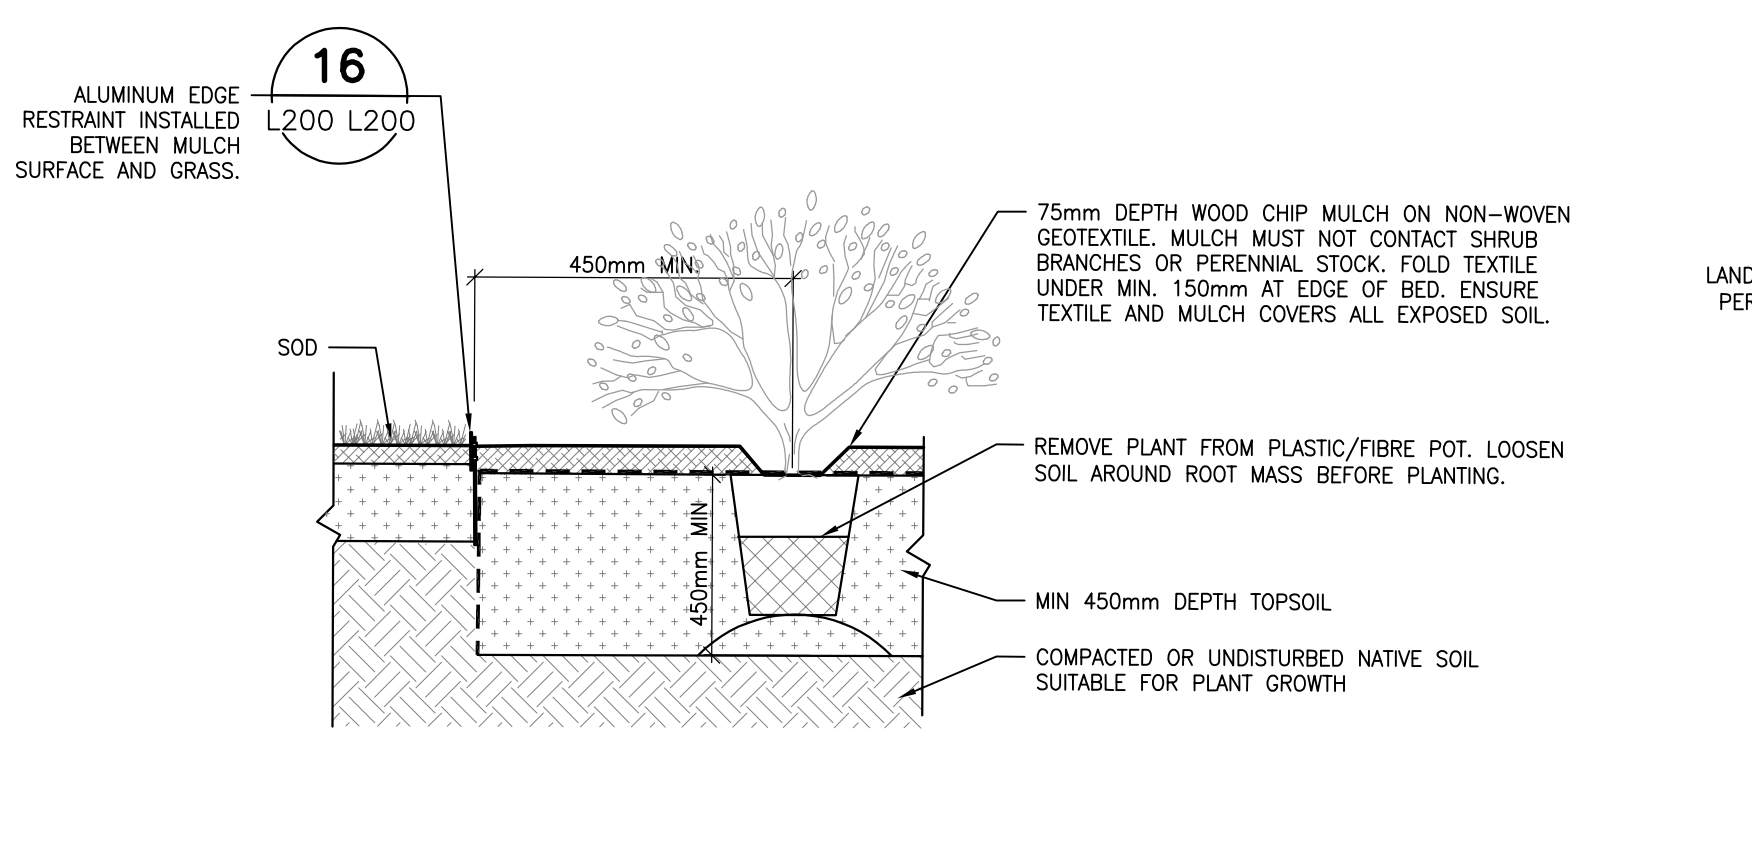 16
L200 L200
ALUMINUM EDGE
RESTRAINT INSTALLED
BETWEEN MULCH
SURFACE AND GRASS.
450mm MIN.
SOD
75mm DEPTH WOOD CHIP MULCH ON NON-WOVEN
GEOTEXTILE. MULCH MUST NOT CONTACT SHRUB
BRANCHES OR PERENNIAL STOCK. FOLD TEXTILE
UNDER MIN. 150mm AT EDGE OF BED. ENSURE
TEXTILE AND MULCH COVERS ALL EXPOSED SOIL.
LAND
PER
REMOVE PLANT FROM PLASTIC/FIBRE POT. LOOSEN
SOIL AROUND ROOT MASS BEFORE PLANTING.
450mm MIN
MIN 450mm DEPTH TOPSOIL
COMPACTED OR UNDISTURBED NATIVE SOIL
SUITABLE FOR PLANT GROWTH